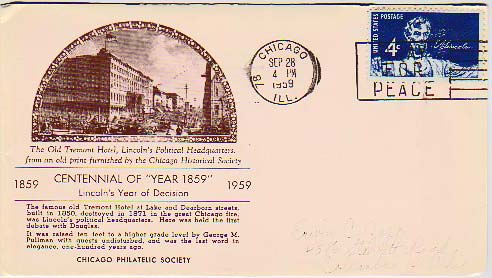 The Old Tremont Hotel, Lincoln's Political Headquarters,
from an old print furnished by the Chicago Historical Society
1859 CENTENNIAL OF "YEAR 1859" 1959
Lincoln's Year of Decision
The famous old Tremont Hotel at Lake and Dearborn streets,
built in 1850, destroyed in 1871 in the great Chicago fire,
was Lincoln's political headquarters. Here was held the first
debate with Douglas.
It was raised ten feet to a higher grade level by George M.
Pullman with guests undisturbed, and was the last word in
elegance, one-hundred years ago.
CHICAGO PHILATELIC SOCIETY
CHICAGO
SEP 28
4 PM
1959
ILL.
UNITED STATES POSTAGE
4¢
A. Lincoln
FOR
PEACE